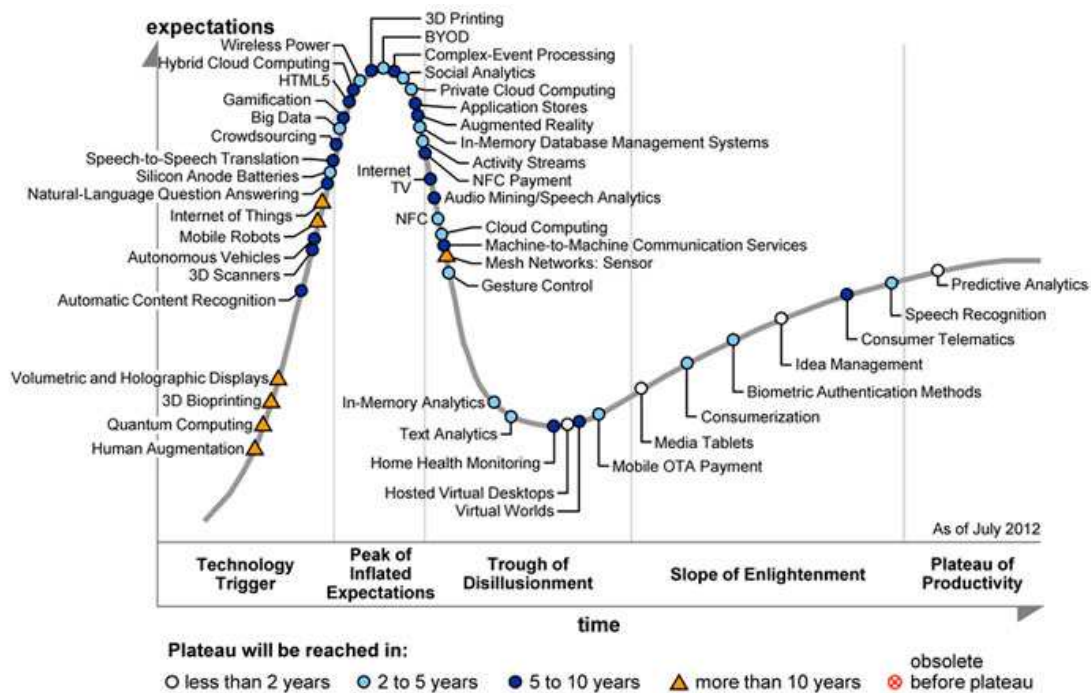 expectations
3D Printing
BYOD
Wireless Power
Complex-Event Processing
Hybrid Cloud Computing
Social Analytics
HTML5
Private Cloud Computing
Gamification
Application Stores
Big Data
Augmented Reality
Crowdsourcing
In-Memory Database Management Systems
Speech-to-Speech Translation
Activity Streams
Silicon Anode Batteries
Internet
TV
NFC Payment
Natural-Language Question Answering
Audio Mining/Speech Analytics
Internet of Things
NFC
Cloud Computing
Mobile Robots
Machine-to-Machine Communication Services
Autonomous Vehicles
Mesh Networks: Sensor
3D Scanners
Gesture Control
Predictive Analytics
Automatic Content Recognition
Speech Recognition
Consumer Telematics
Idea Management
Volumetric and Holographic Displays
Biometric Authentication Methods
3D Bioprinting
In-Memory Analytics
Consumerization
Quantum Computing
Text Analytics
Media Tablets
Human Augmentation
Home Health Monitoring
Mobile OTA Payment
Hosted Virtual Desktops
Virtual Worlds
As of July 2012
Technology
Trigger
Peak of
Inflated
Expectations
Trough of
Disillusionment
Slope of Enlightenment
Plateau of
Productivity
time
Plateau will be reached in:
less than 2 years
2 to 5 years
5 to 10 years
more than 10 years
obsolete
before plateau